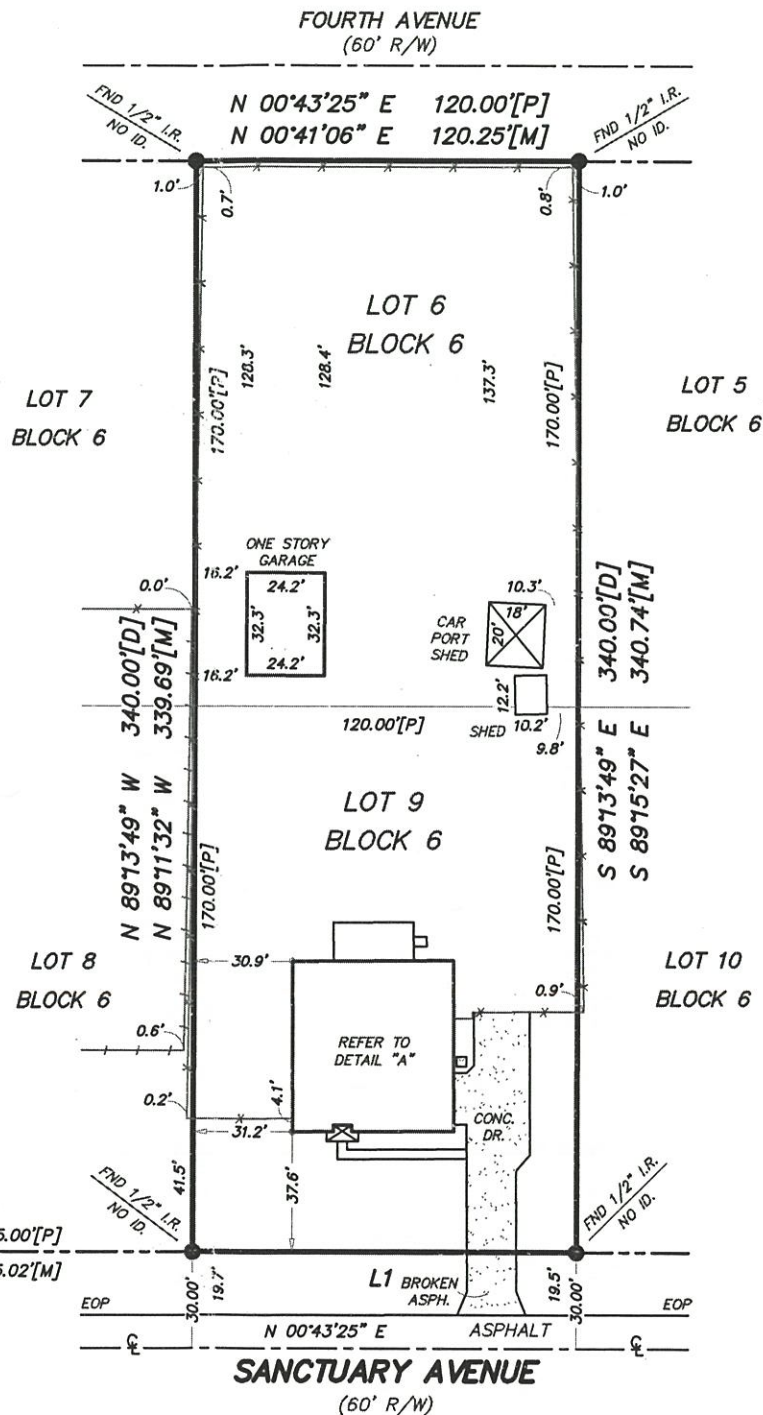 FOURTH AVENUE
(60' R/W)
FND 1/2" I.R.
NO ID.
N 00°43'25" E 120.00'[P]
N 00°41'06" E 120.25'[M]
FND 1/2" I.R.
NO ID.
1.0'
0.7'
0.8'
1.0'
LOT 6
BLOCK 6
128.3'
128.4'
137.3'
170.00'[P]
170.00'[P]
LOT 7
BLOCK 6
LOT 5
BLOCK 6
ONE STORY
GARAGE
16.2'
24.2'
32.3'
32.3'
24.2'
16.2'
0.0'
10.3'
18'
20'
CAR
PORT
SHED
12.2'
SHED
10.2'
9.8'
120.00'[P]
N 89°13'49" W 340.00'[D]
N 89°11'32" W 339.69'[M]
S 89°13'49" E 340.00'[D]
S 89°15'27" E 340.74'[M]
LOT 9
BLOCK 6
170.00'[P]
170.00'[P]
LOT 8
BLOCK 6
LOT 10
BLOCK 6
30.9'
0.9'
REFER TO
DETAIL "A"
0.6'
0.2'
4.1'
31.2'
CONC.
DR.
41.5'
37.6'
FND 1/2" I.R.
NO ID.
FND 1/2" I.R.
NO ID.
5.00'[P]
5.02'[M]
L1
BROKEN
ASPH.
30.00'
19.7'
19.5'
30.00'
EOP
EOP
N 00°43'25" E
ASPHALT
SANCTUARY AVENUE
(60' R/W)